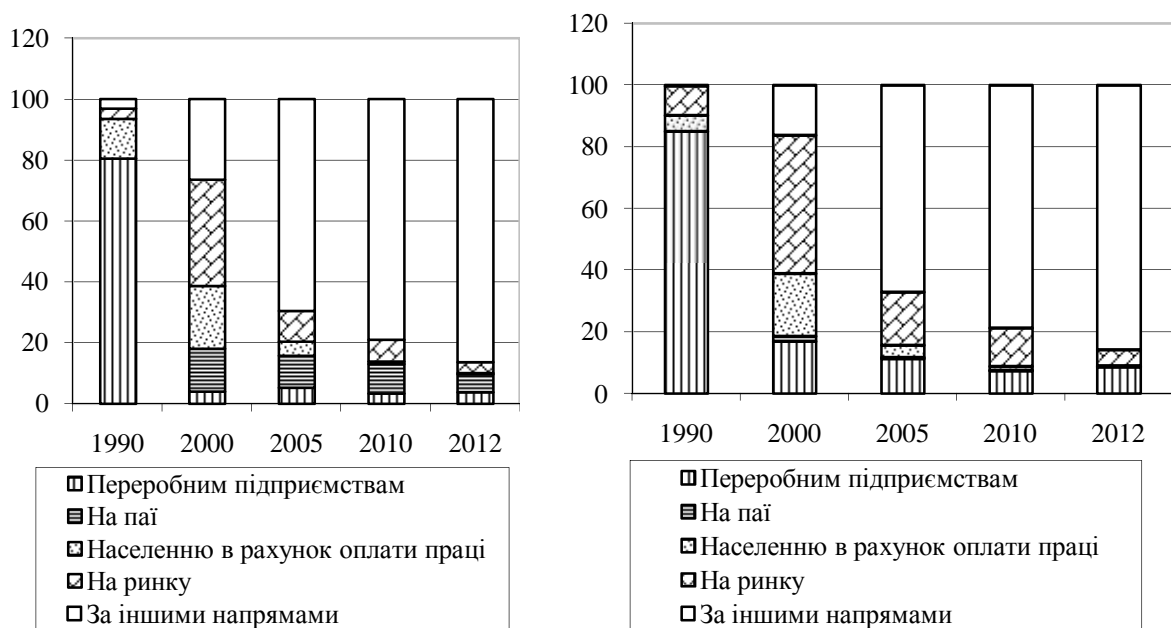 120
100
80
60
40
20
0
1990 2000 2005 2010 2012
Переробним підприємствам
На паї
Населенню в рахунок оплати праці
На ринку
За іншими напрямами
120
100
80
60
40
20
0
1990 2000 2005 2010 2012
Переробним підприємствам
На паї
Населенню в рахунок оплати праці
На ринку
За іншими напрямами